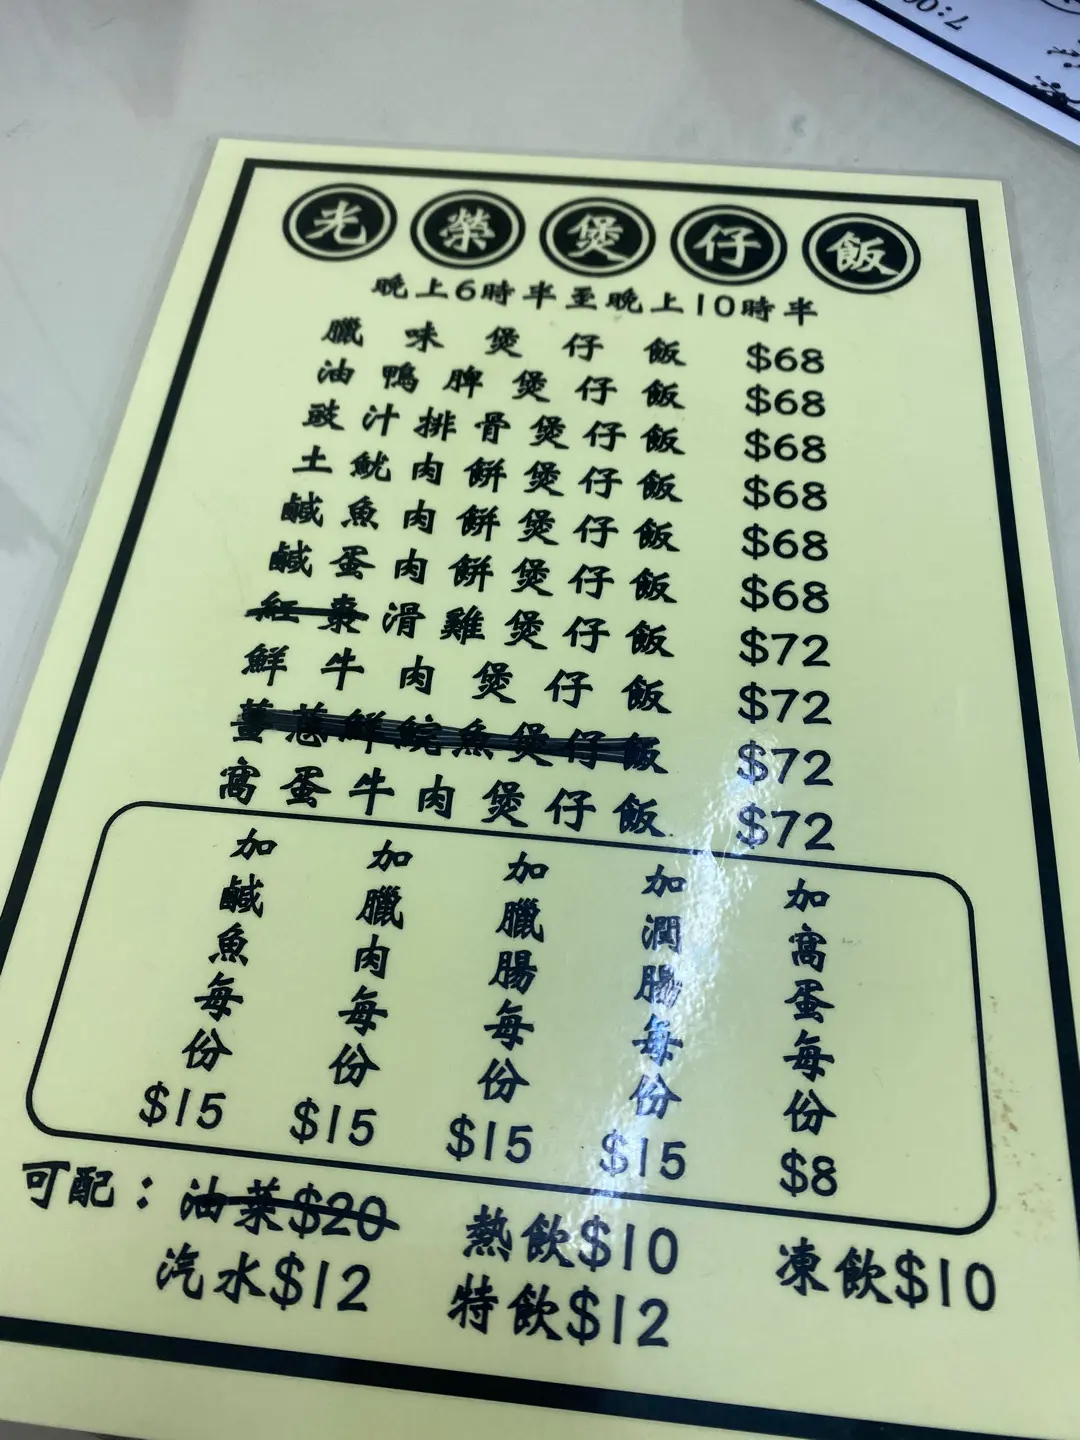 7:00
光榮煲仔飯
晚上6時半至晚上10時半
臘味煲仔飯 $68
油鴨脾煲仔飯 $68
豉汁排骨煲仔飯 $68
土魷肉餅煲仔飯 $68
鹹魚肉餅煲仔飯 $68
鹹蛋肉餅煲仔飯 $68
紅棗滑雞煲仔飯 $72
鮮牛肉煲仔飯 $72
薑蔥鮮鯇魚煲仔飯 $72
窩蛋牛肉煲仔飯 $72
加鹹魚每份 $15
加臘肉每份 $15
加臘腸每份 $15
加潤腸每份 $15
加窩蛋每份 $8
可配：油菜$20 熱飲$10 凍飲$10
汽水$12 特飲$12